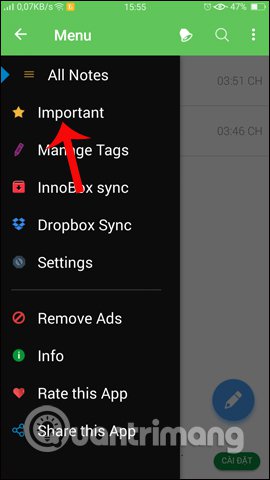 0,07KB/s
15:55
47%
Menu
All Notes
03:51 CH
Important
Manage Tags
03:46 CH
InnoBox sync
Dropbox Sync
Settings
Remove Ads
Info
Rate this App
Quantrimang
Share this App
CÀI ĐẶT